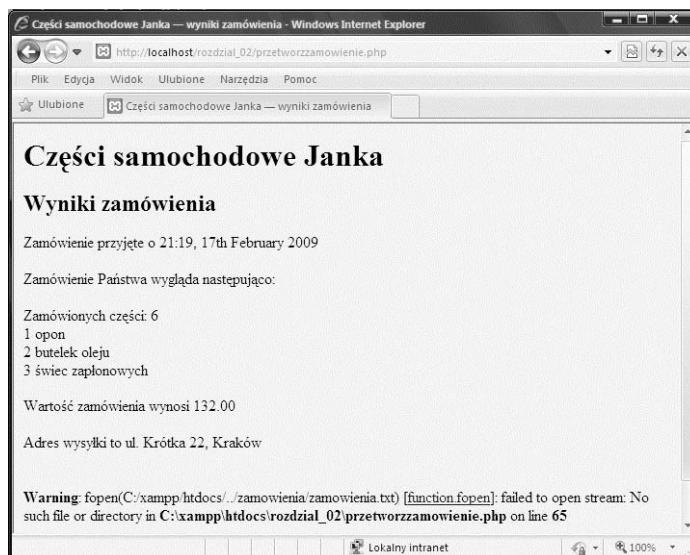 Części samochodowe Janka — wyniki zamówienia - Windows Internet Explorer
http://localhost/rozdzial_02/przetworzzamowienie.php
Plik Edycja Widok Ulubione Narzędzia Pomoc
Ulubione Części samochodowe Janka — wyniki zamówienia
Części samochodowe Janka
Wyniki zamówienia
Zamówienie przyjęte o 21:19, 17th February 2009
Zamówienie Państwa wygląda następująco:
Zamówionych części: 6
1 opon
2 butelek oleju
3 świec zapłonowych
Wartość zamówienia wynosi 132.00
Adres wysyłki to ul. Krótka 22, Kraków
Warning: fopen(C:/xampp/htdocs/../zamowienia/zamowienia.txt) [function.fopen]: failed to open stream: No
such file or directory in C:\xampp\htdocs\rozdzial_02\przetworzzamowienie.php on line 65
Lokalny intranet 100%